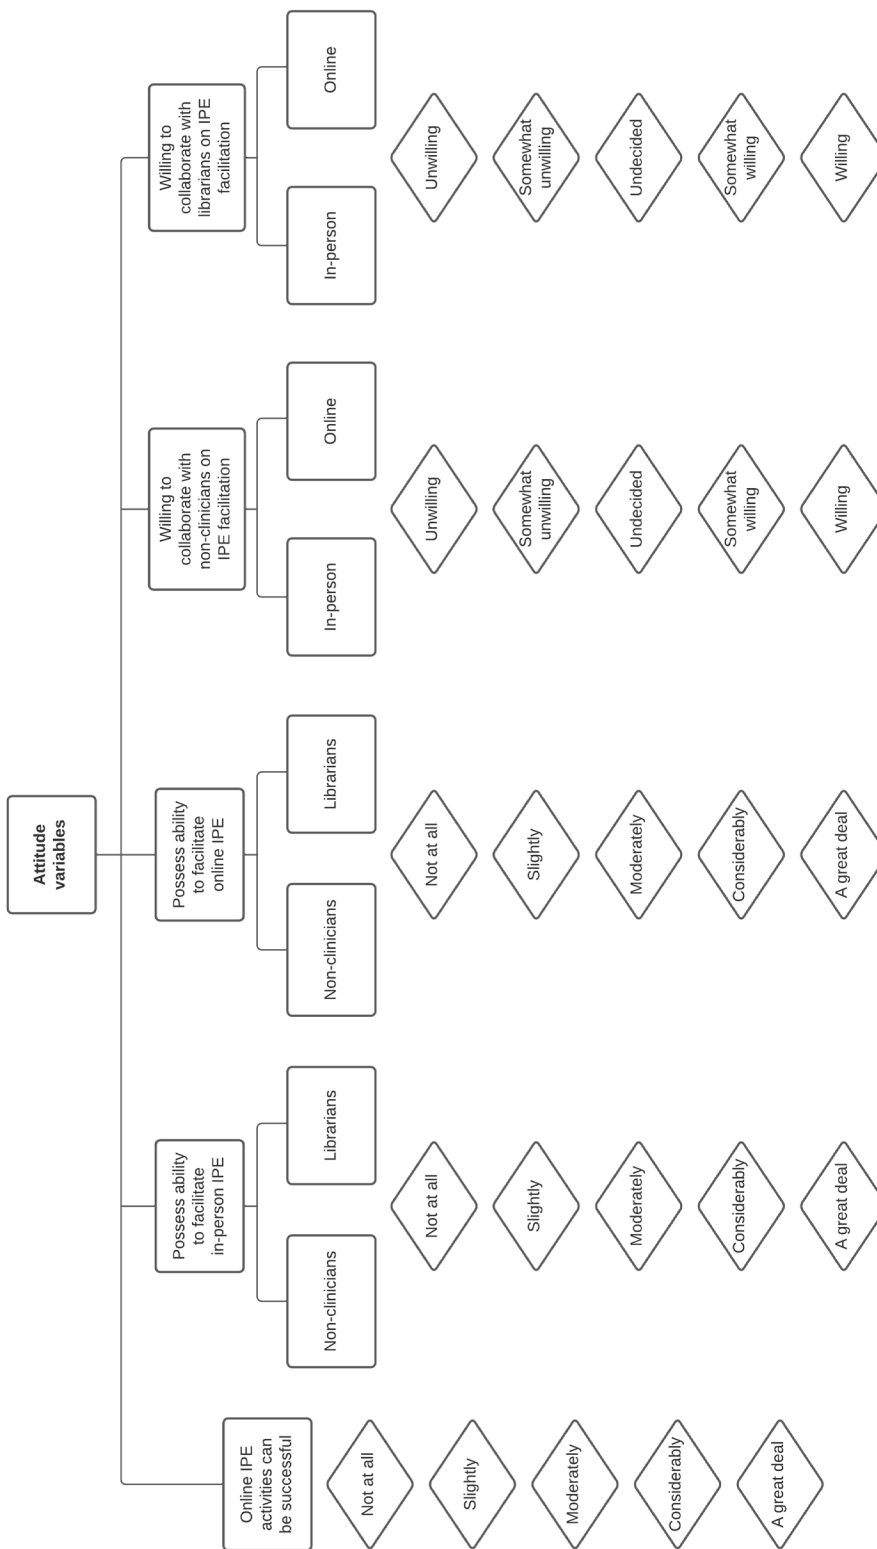 Attitude
variables
Online IPE
activities can
be successful
Not at all
Slightly
Moderately
Considerably
A great deal
Possess ability
to facilitate
in-person IPE
Non-clinicians
Librarians
Not at all
Slightly
Moderately
Considerably
A great deal
Possess ability
to facilitate
online IPE
Non-clinicians
Librarians
Not at all
Slightly
Moderately
Considerably
A great deal
Willing to
collaborate with
non-clinicians on
IPE facilitation
In-person
Online
Unwilling
Somewhat
unwilling
Undecided
Somewhat
willing
Willing
Willing to
collaborate with
librarians on IPE
facilitation
In-person
Online
Unwilling
Somewhat
unwilling
Undecided
Somewhat
willing
Willing